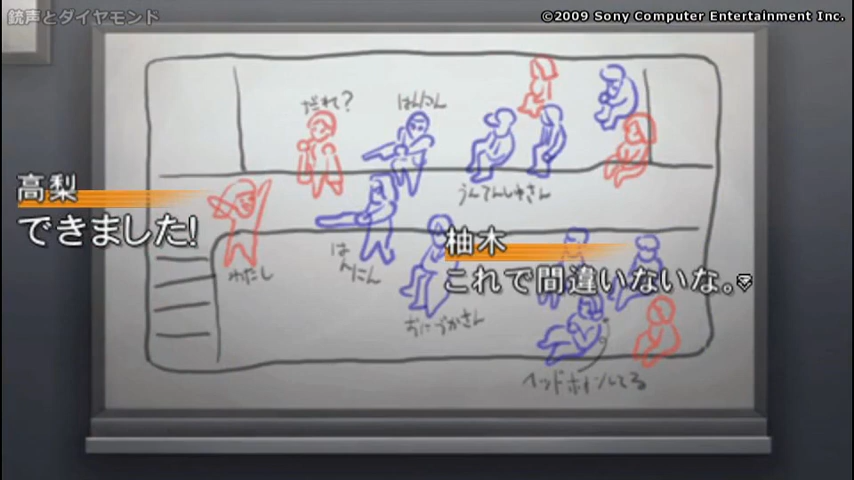 銃声とダイヤモンド
©2009 Sony Computer Entertainment Inc.
だれ?
はんにん
うんてんしゅさん
わたし
はんにん
おにづかさん
ヘッドホンしてる
高梨
できました!
柚木
これで間違いないな。